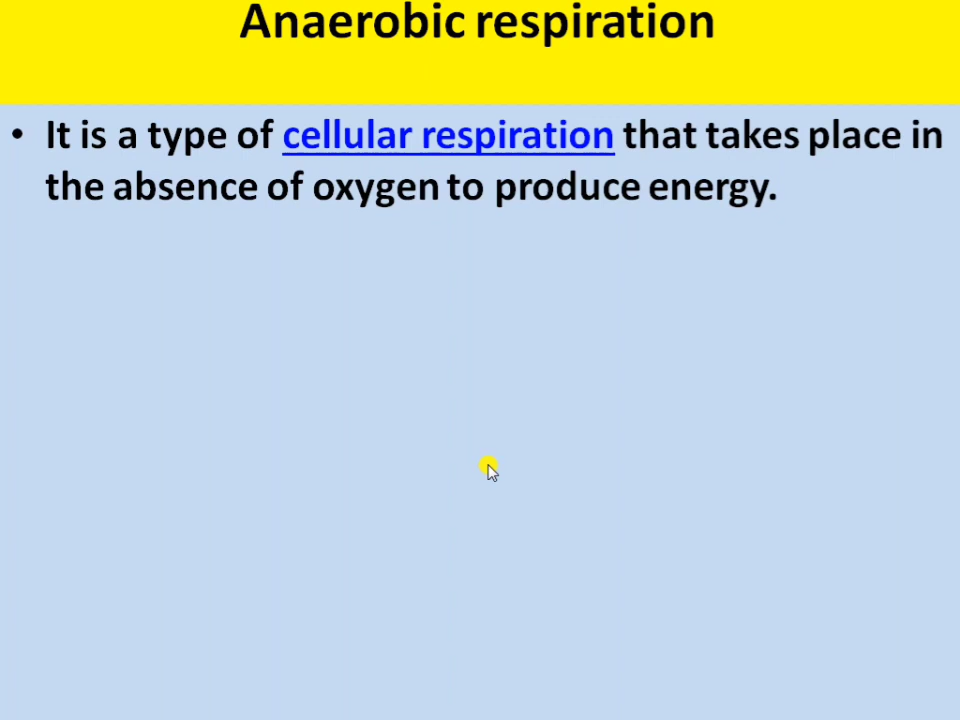 Anaerobic respiration
• It is a type of cellular respiration that takes place in
the absence of oxygen to produce energy.